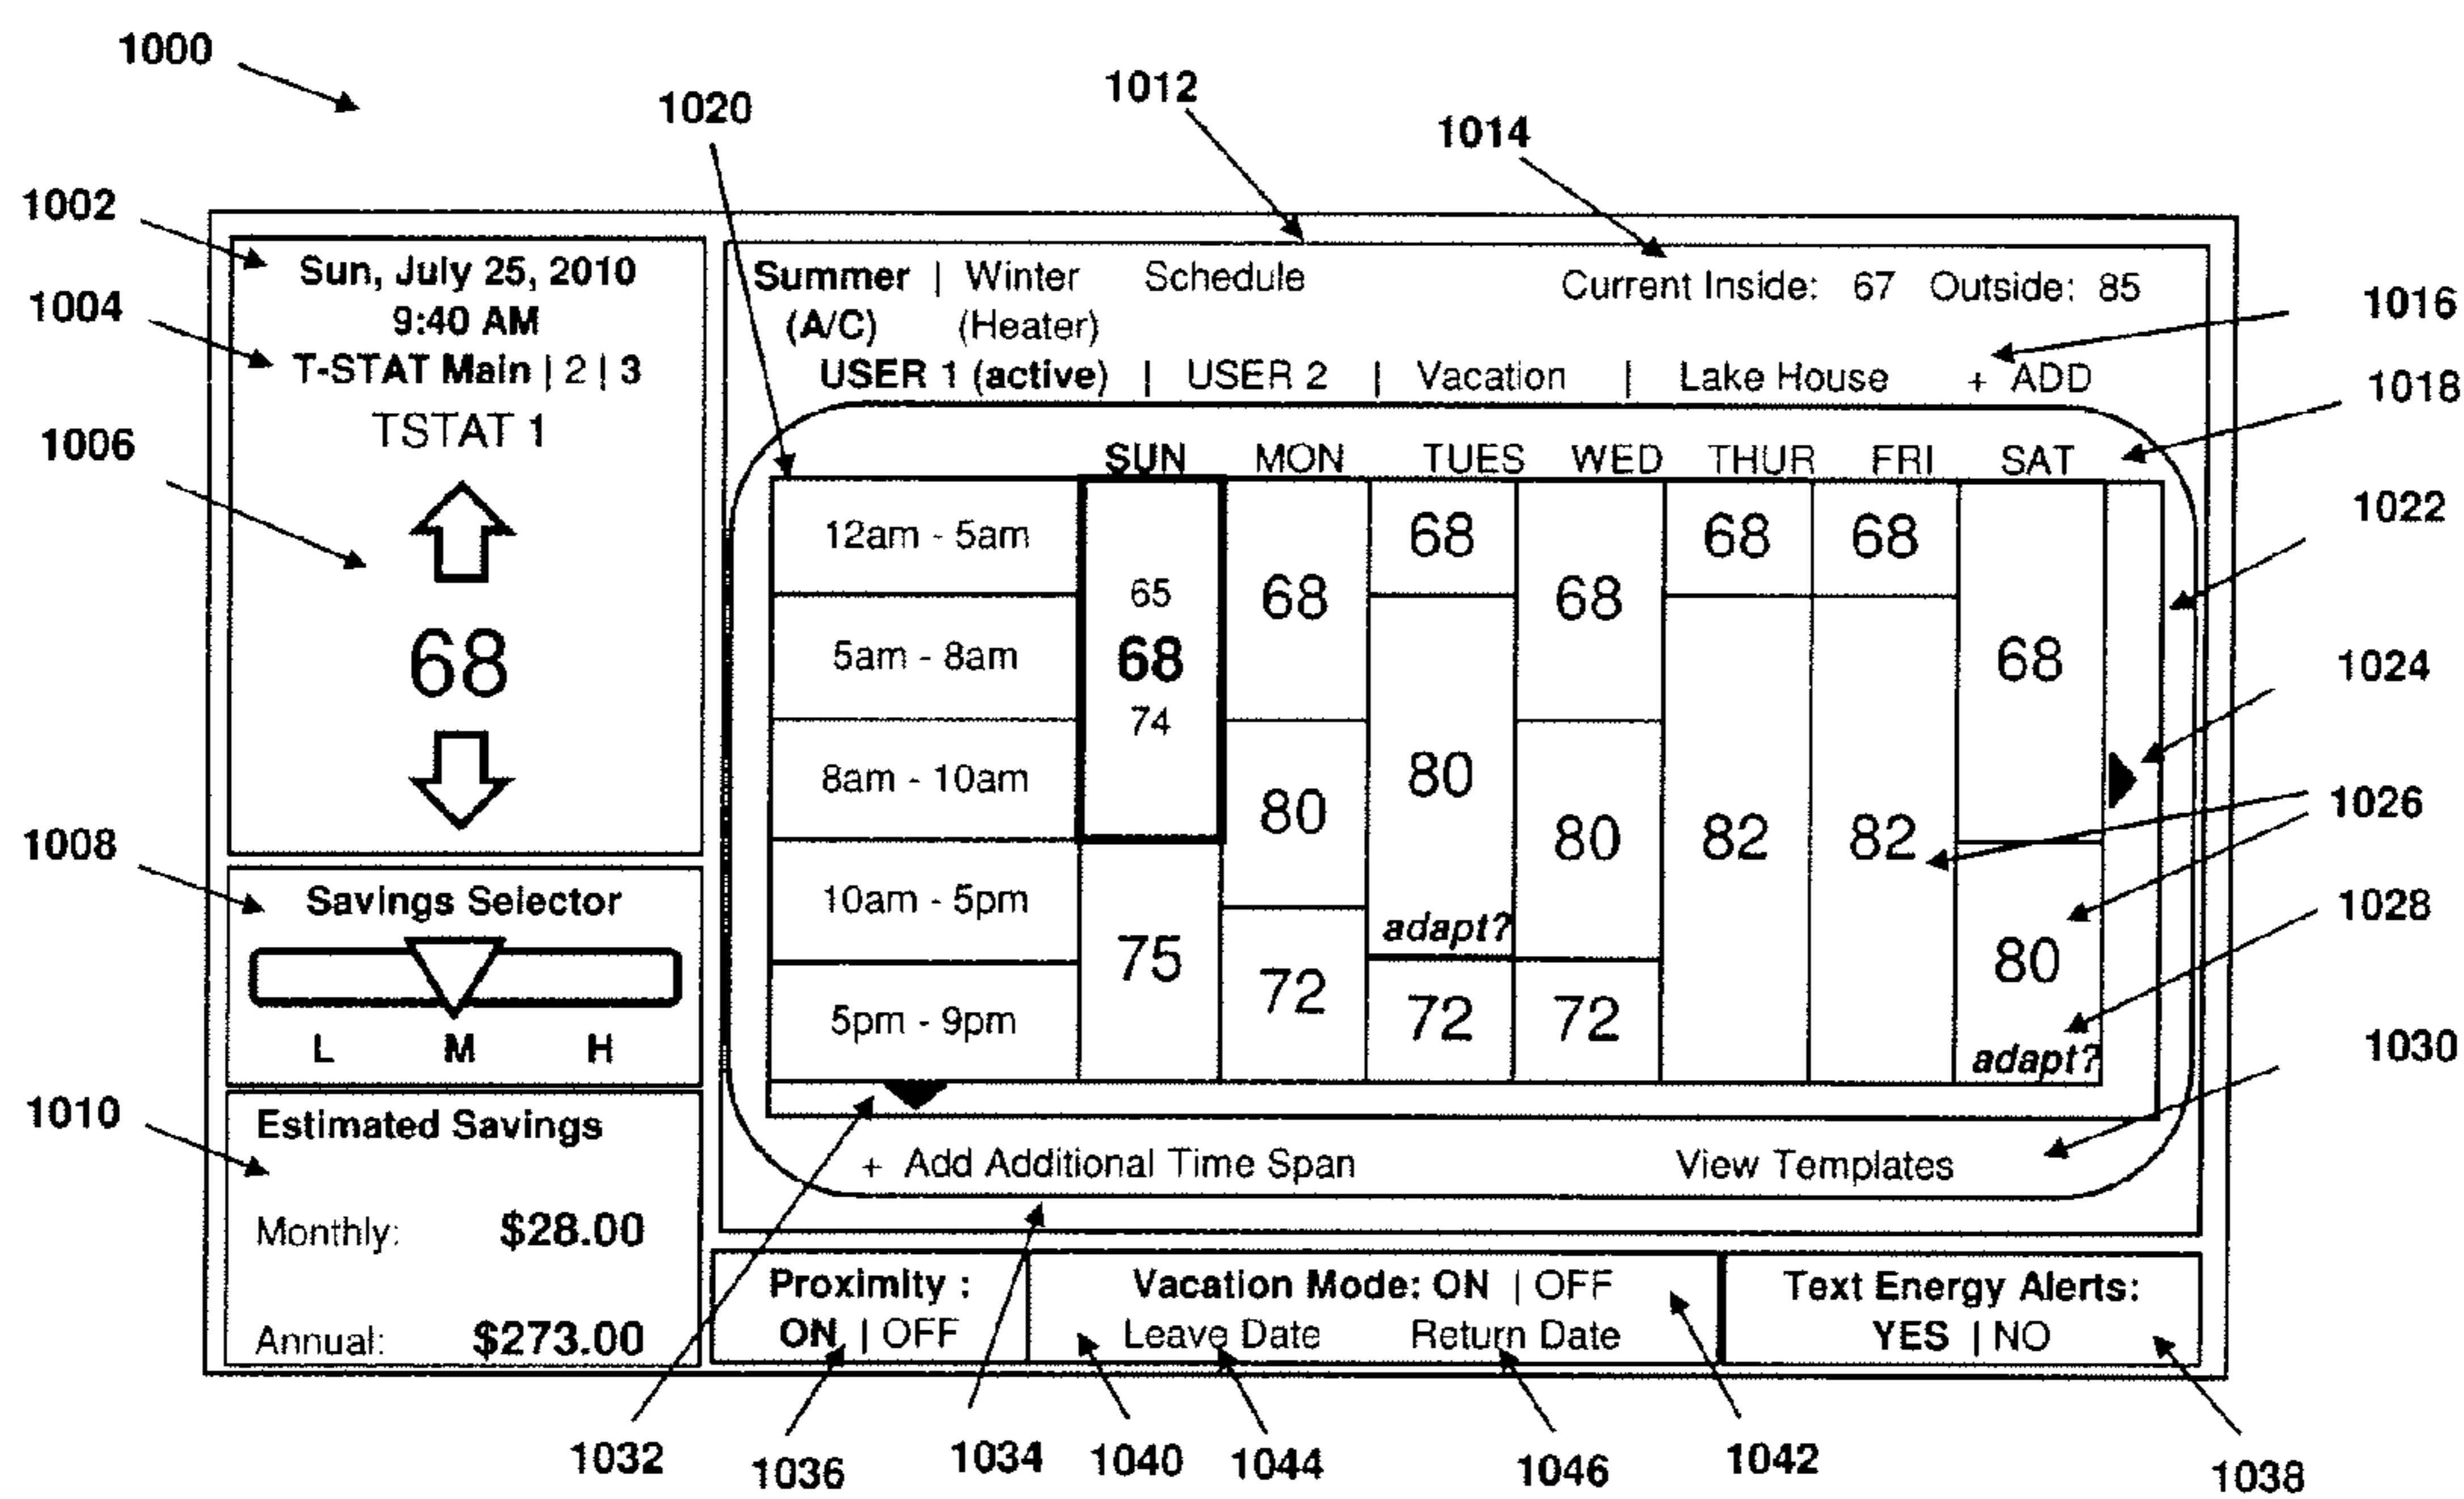 1000
1012
1020
1014
1002
Sun, July 25, 2010
9:40 AM
1004
T-STAT Main | 2 | 3
TSTAT 1
1006
68
1008
Savings Selector
L M H
1010
Estimated Savings
Monthly: $28.00
Annual: $273.00
Summer | Winter Schedule
(A/C) (Heater)
Current Inside: 67 Outside: 85
1016
USER 1 (active) | USER 2 | Vacation | Lake House + ADD
1018
SUN MON TUES WED THUR FRI SAT
1022
12am - 5am
68 68 68
65
68 68
5am - 8am
68
68
74
1024
8am - 10am
80
80
80
82
82
1026
10am - 5pm
1028
adapt?
75
80
72
5pm - 9pm
72
72
adapt?
1030
+ Add Additional Time Span
View Templates
Proximity :
ON | OFF
Vacation Mode: ON | OFF
Leave Date Return Date
Text Energy Alerts:
YES | NO
1032
1036
1034
1040
1044
1046
1042
1038